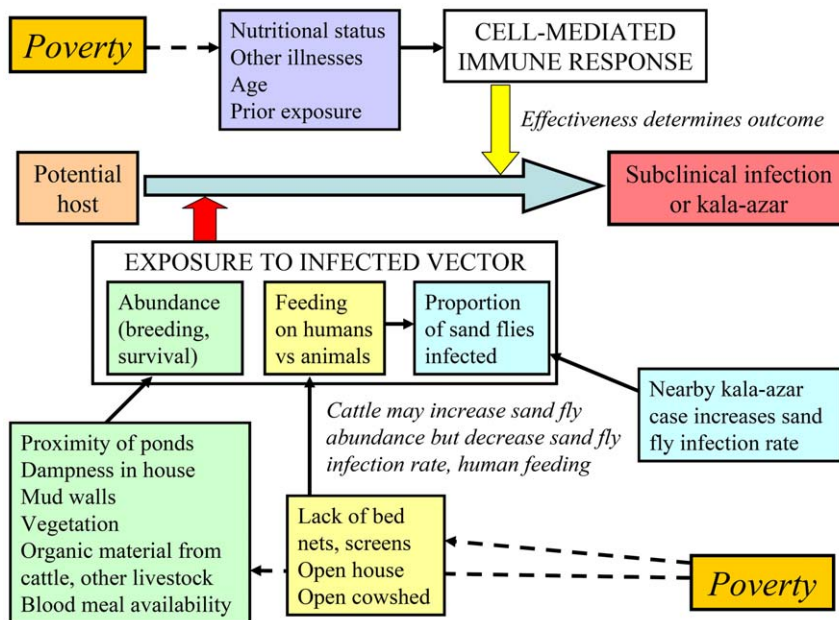 Poverty
Nutritional status
Other illnesses
Age
Prior exposure
CELL-MEDIATED
IMMUNE RESPONSE
Effectiveness determines outcome
Potential
host
Subclinical infection
or kala-azar
EXPOSURE TO INFECTED VECTOR
Abundance
(breeding,
survival)
Feeding
on humans
vs animals
Proportion
of sand flies
infected
Nearby kala-azar
case increases sand
fly infection rate
Cattle may increase sand fly
abundance but decrease sand fly
infection rate, human feeding
Proximity of ponds
Dampness in house
Mud walls
Vegetation
Organic material from
cattle, other livestock
Blood meal availability
Lack of bed
nets, screens
Open house
Open cowshed
Poverty